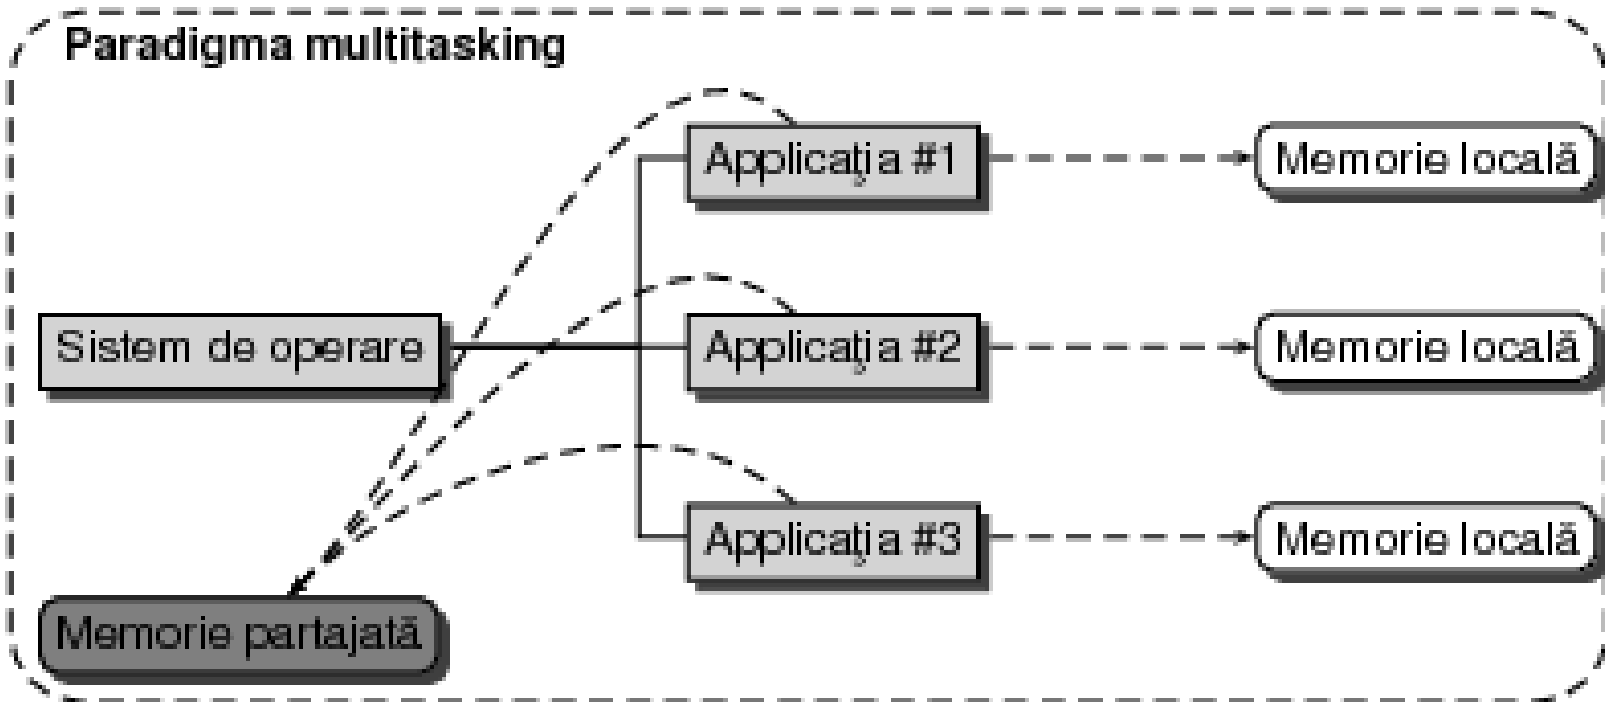 Paradigma multitasking
Applicaţia #1
Memorie locală
Sistem de operare
Applicaţia #2
Memorie locală
Applicaţia #3
Memorie locală
Memorie partajată